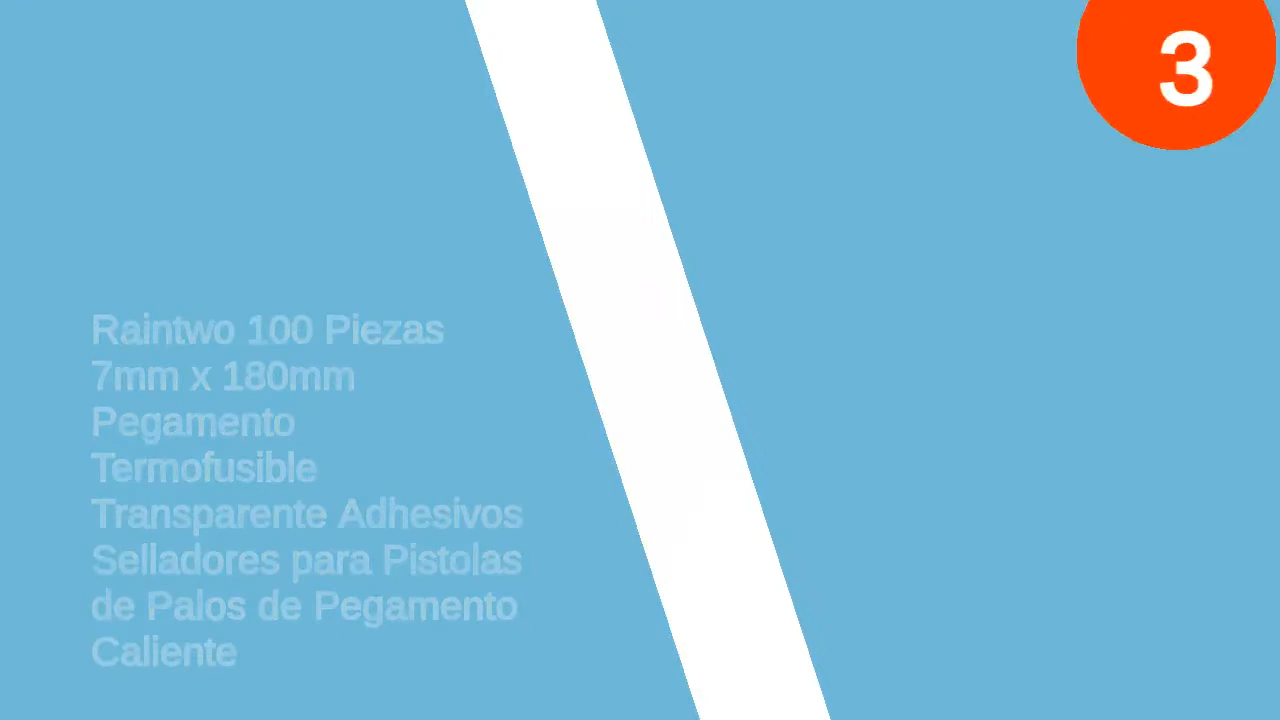 3
Raintwo 100 Piezas
7mm x 180mm
Pegamento
Termofusible
Transparente Adhesivos
Selladores para Pistolas
de Palos de Pegamento
Caliente